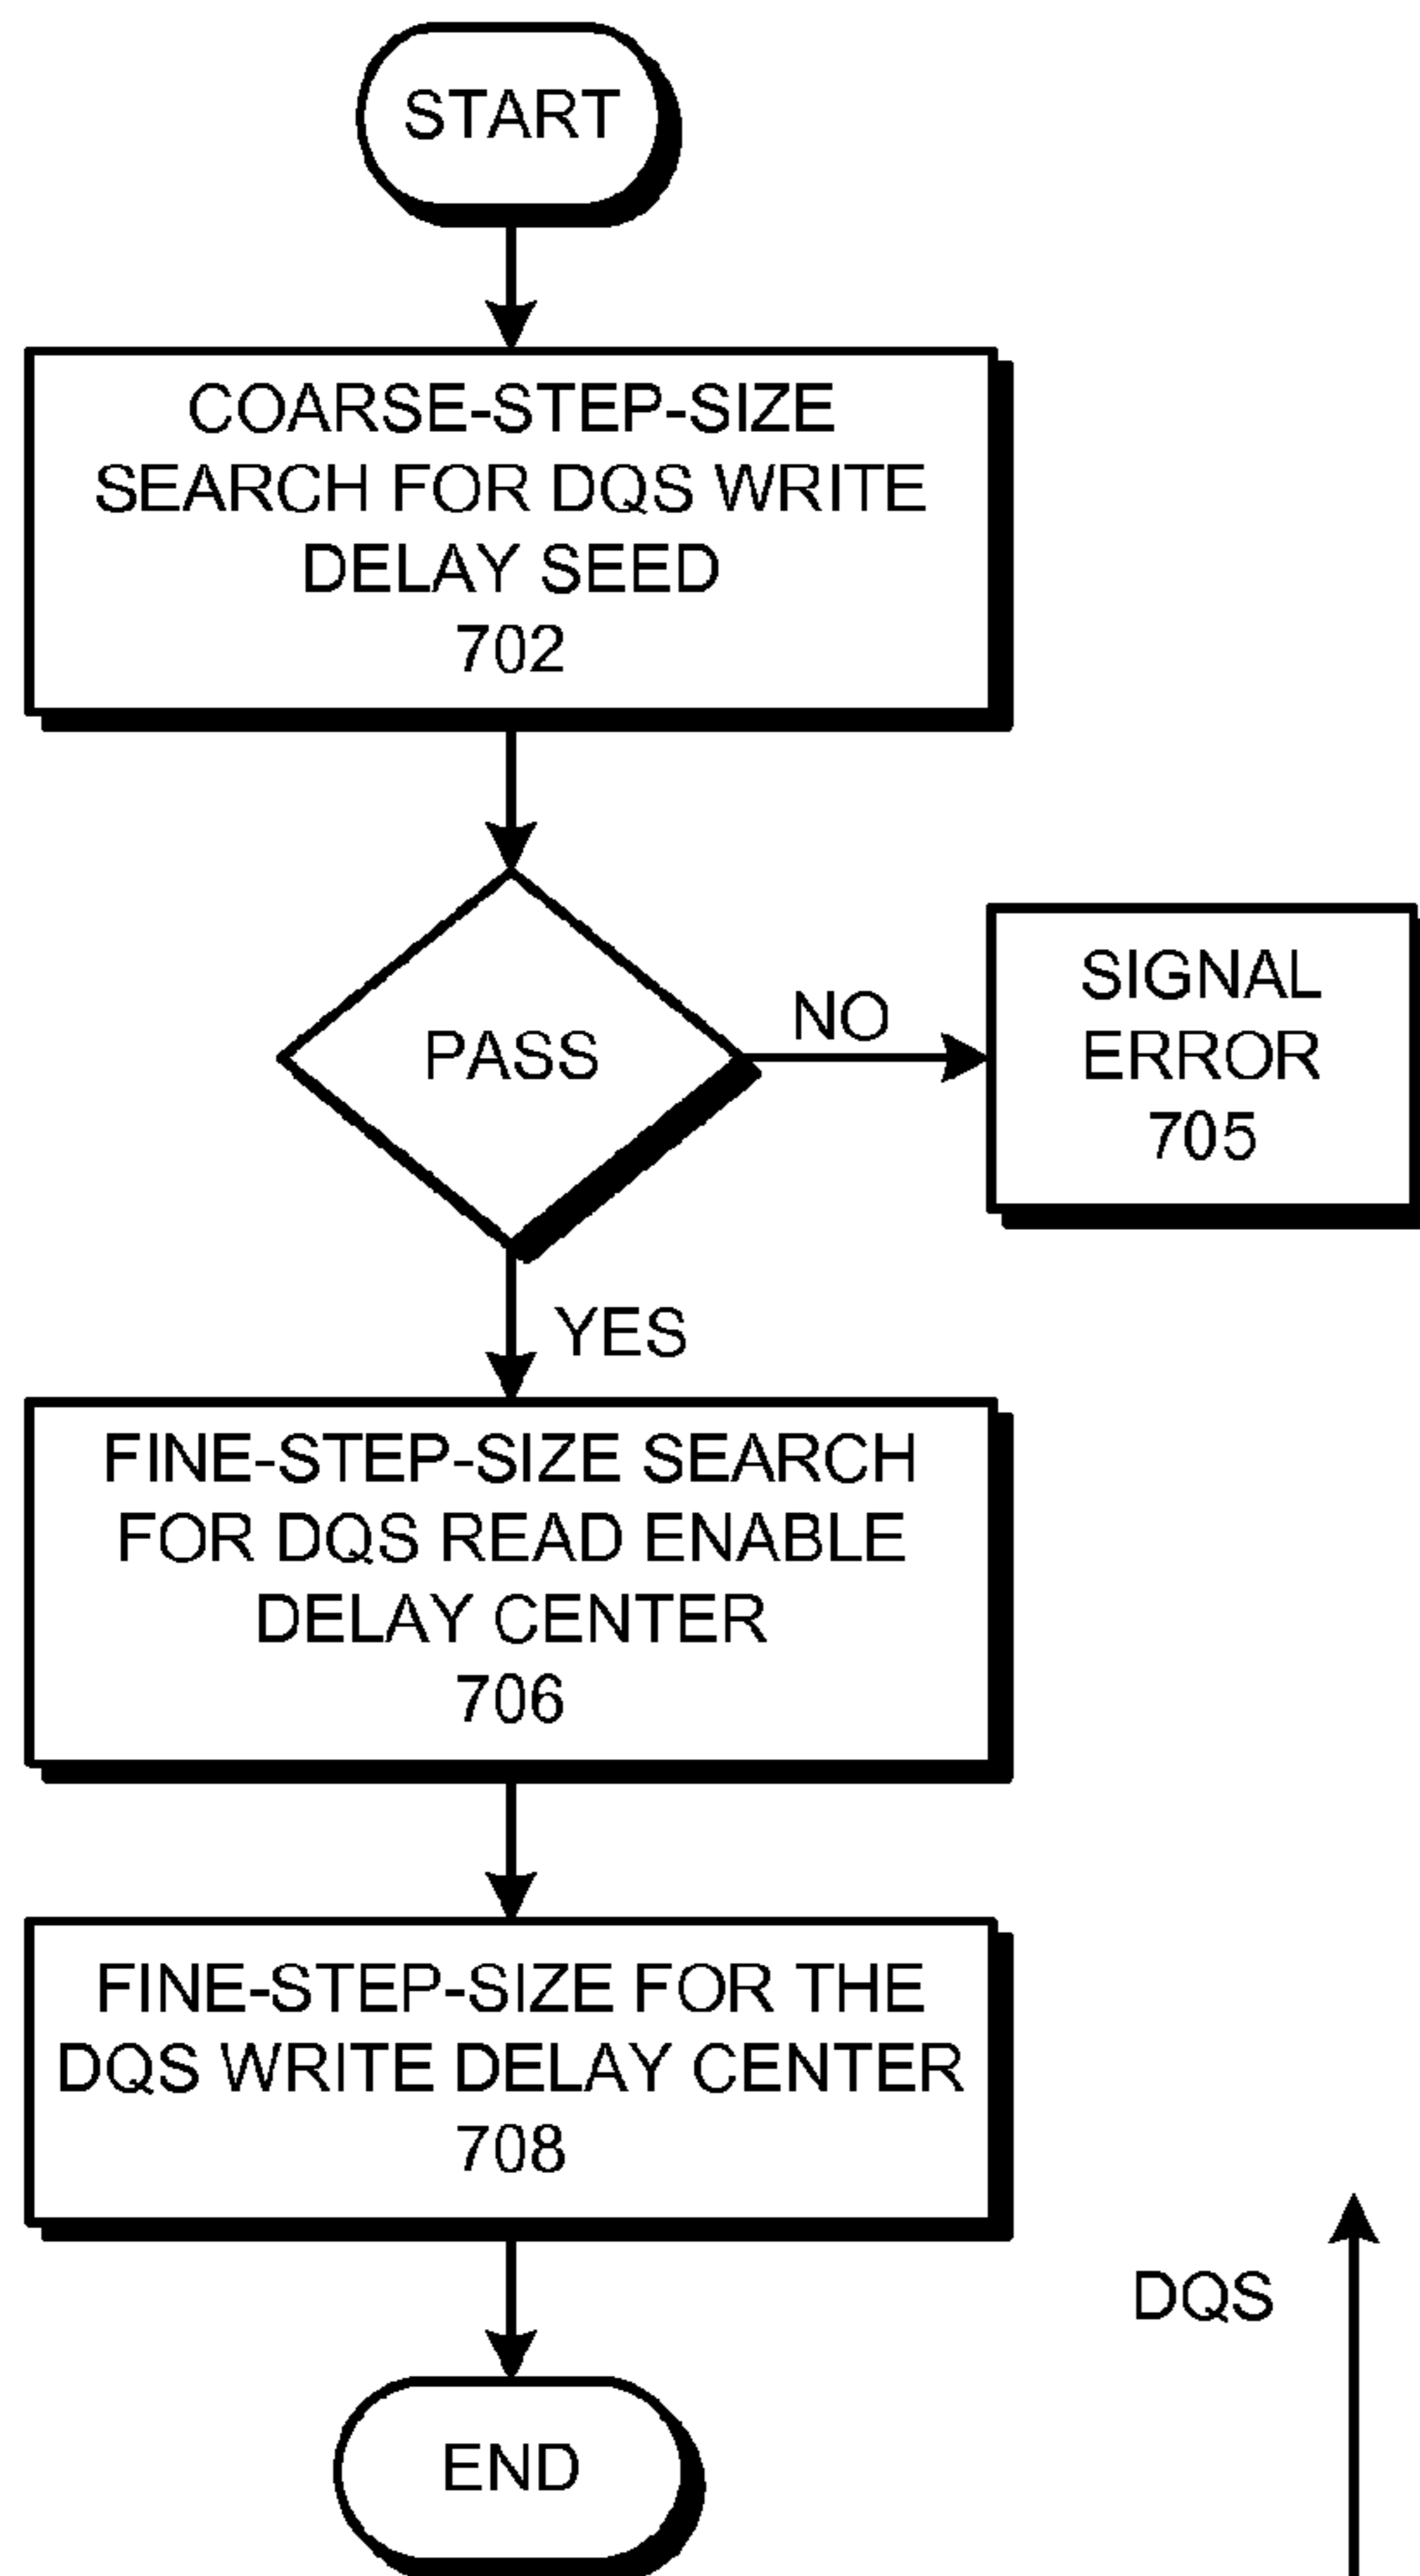 START
COARSE-STEP-SIZE
SEARCH FOR DQS WRITE
DELAY SEED
702
PASS
NO
SIGNAL
ERROR
705
YES
FINE-STEP-SIZE SEARCH
FOR DQS READ ENABLE
DELAY CENTER
706
FINE-STEP-SIZE FOR THE
DQS WRITE DELAY CENTER
708
DQS
END